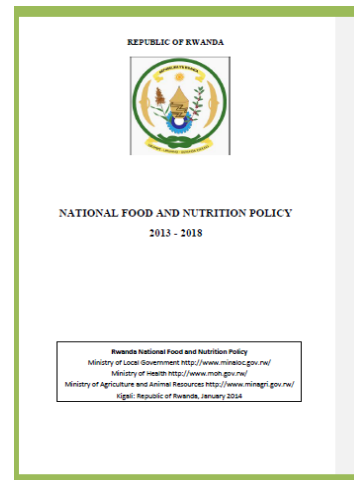 REPUBLIC OF RWANDA
NATIONAL FOOD AND NUTRITION POLICY
2013 - 2018
Rwanda National Food and Nutrition Policy
Ministry of Local Government http://www.minaloc.gov.rw/
Ministry of Health http://www.moh.gov.rw/
Ministry of Agriculture and Animal Resources http://www.minagri.gov.rw/
Kigali: Republic of Rwanda, January 2014